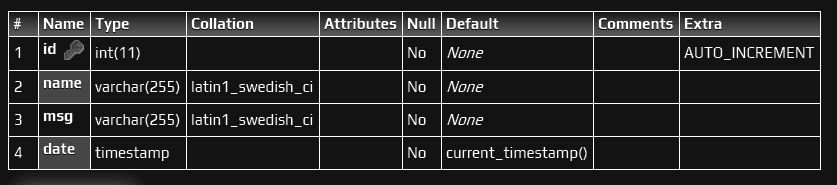 # Name Type Collation Attributes Null Default Comments Extra
1 id int(11) No None AUTO_INCREMENT
2 name varchar(255) latin1_swedish_ci No None
3 msg varchar(255) latin1_swedish_ci No None
4 date timestamp No current_timestamp()